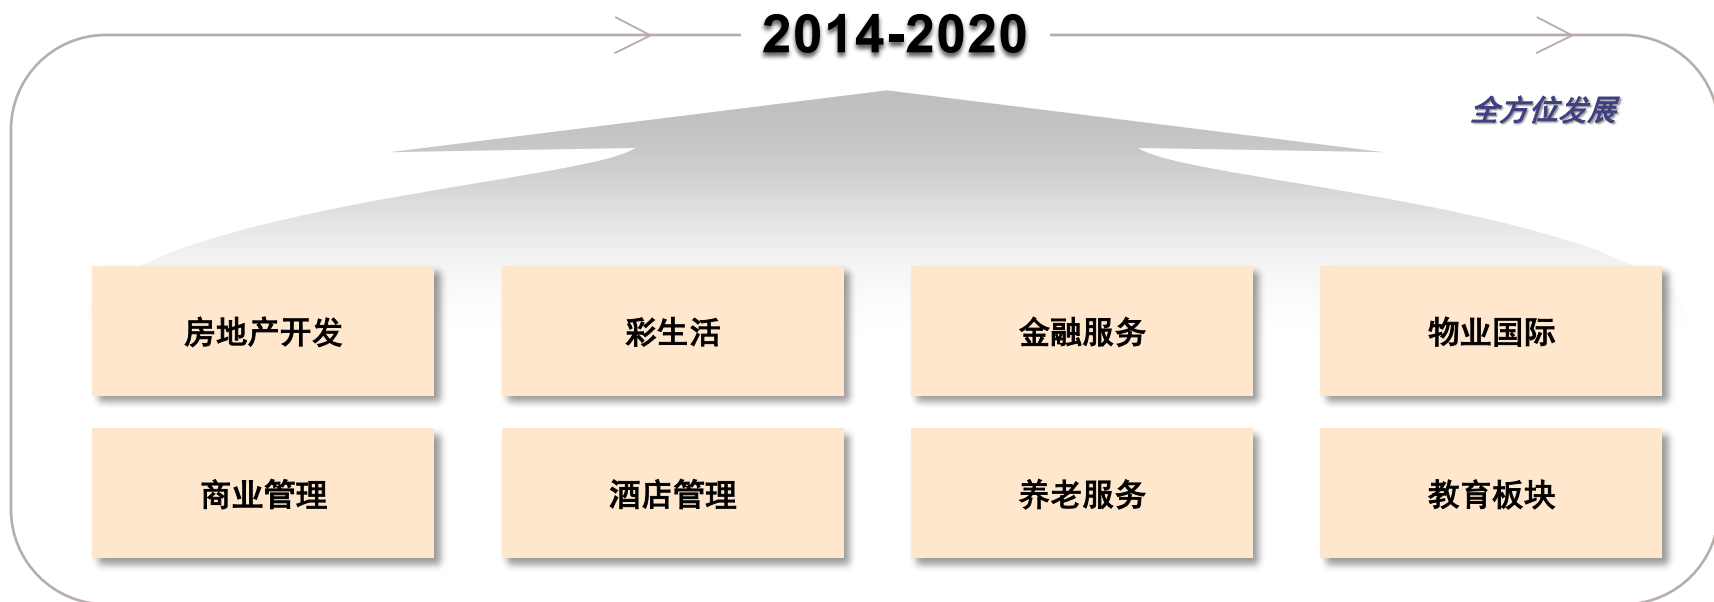 2014-2020
全方位发展
房地产开发
彩生活
金融服务
物业国际
商业管理
酒店管理
养老服务
教育板块